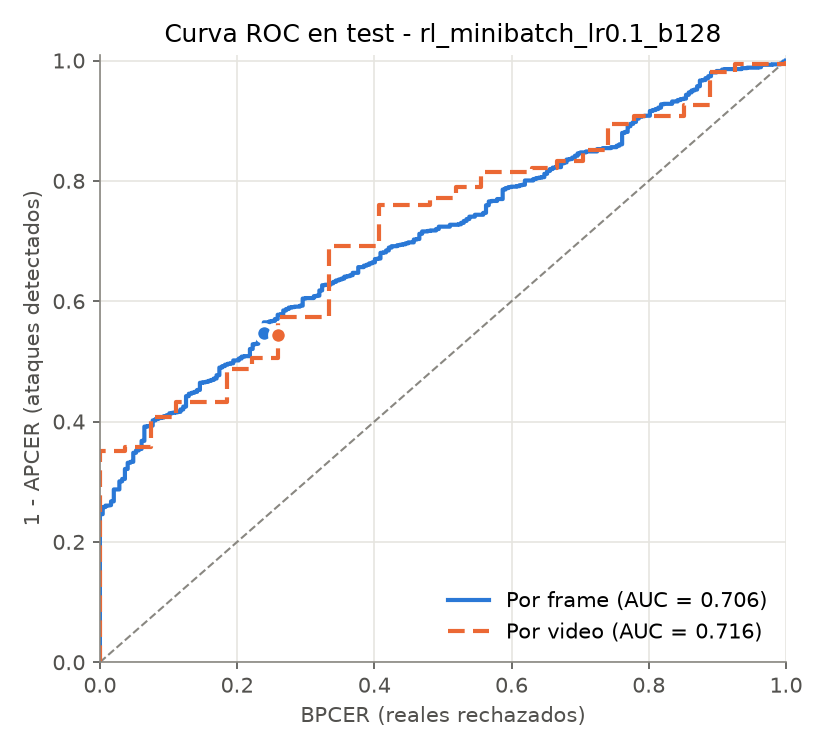 Curva ROC en test - rl_minibatch_lr0.1_b128
1 - APCER (ataques detectados)
1.0
0.8
0.6
0.4
0.2
0.0
Por frame (AUC = 0.706)
Por video (AUC = 0.716)
0.0 0.2 0.4 0.6 0.8 1.0
BPCER (reales rechazados)